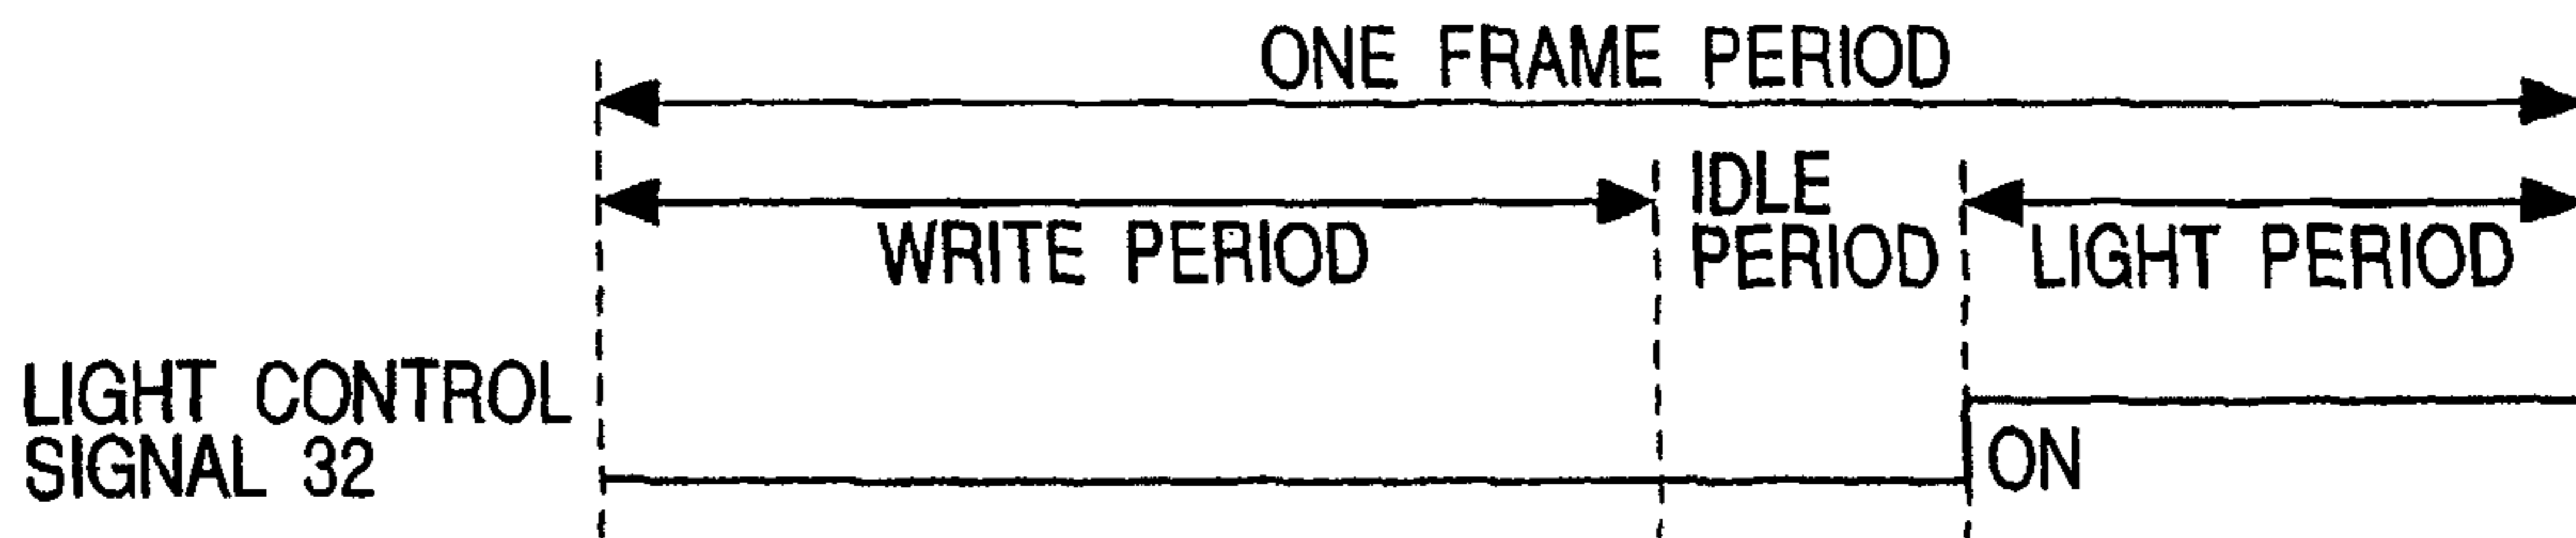 ONE FRAME PERIOD
IDLE
PERIOD
WRITE PERIOD
LIGHT PERIOD
LIGHT CONTROL
SIGNAL 32
ON